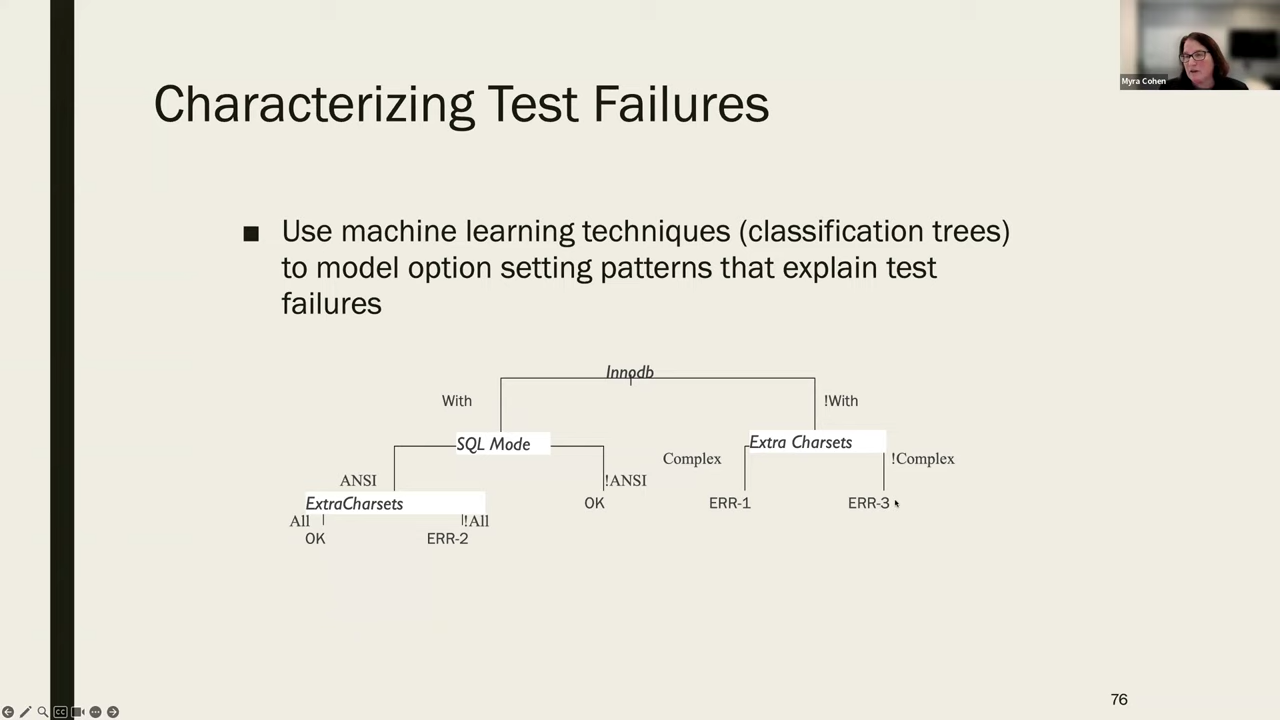 Myra Cohen
Characterizing Test Failures
Use machine learning techniques (classification trees)
to model option setting patterns that explain test
failures
Innodb
With
!With
SQL Mode
Extra Charsets
Complex
!Complex
ANSI
!ANSI
ExtraCharsets
OK
ERR-1
ERR-3
All
!All
OK
ERR-2
76
CC